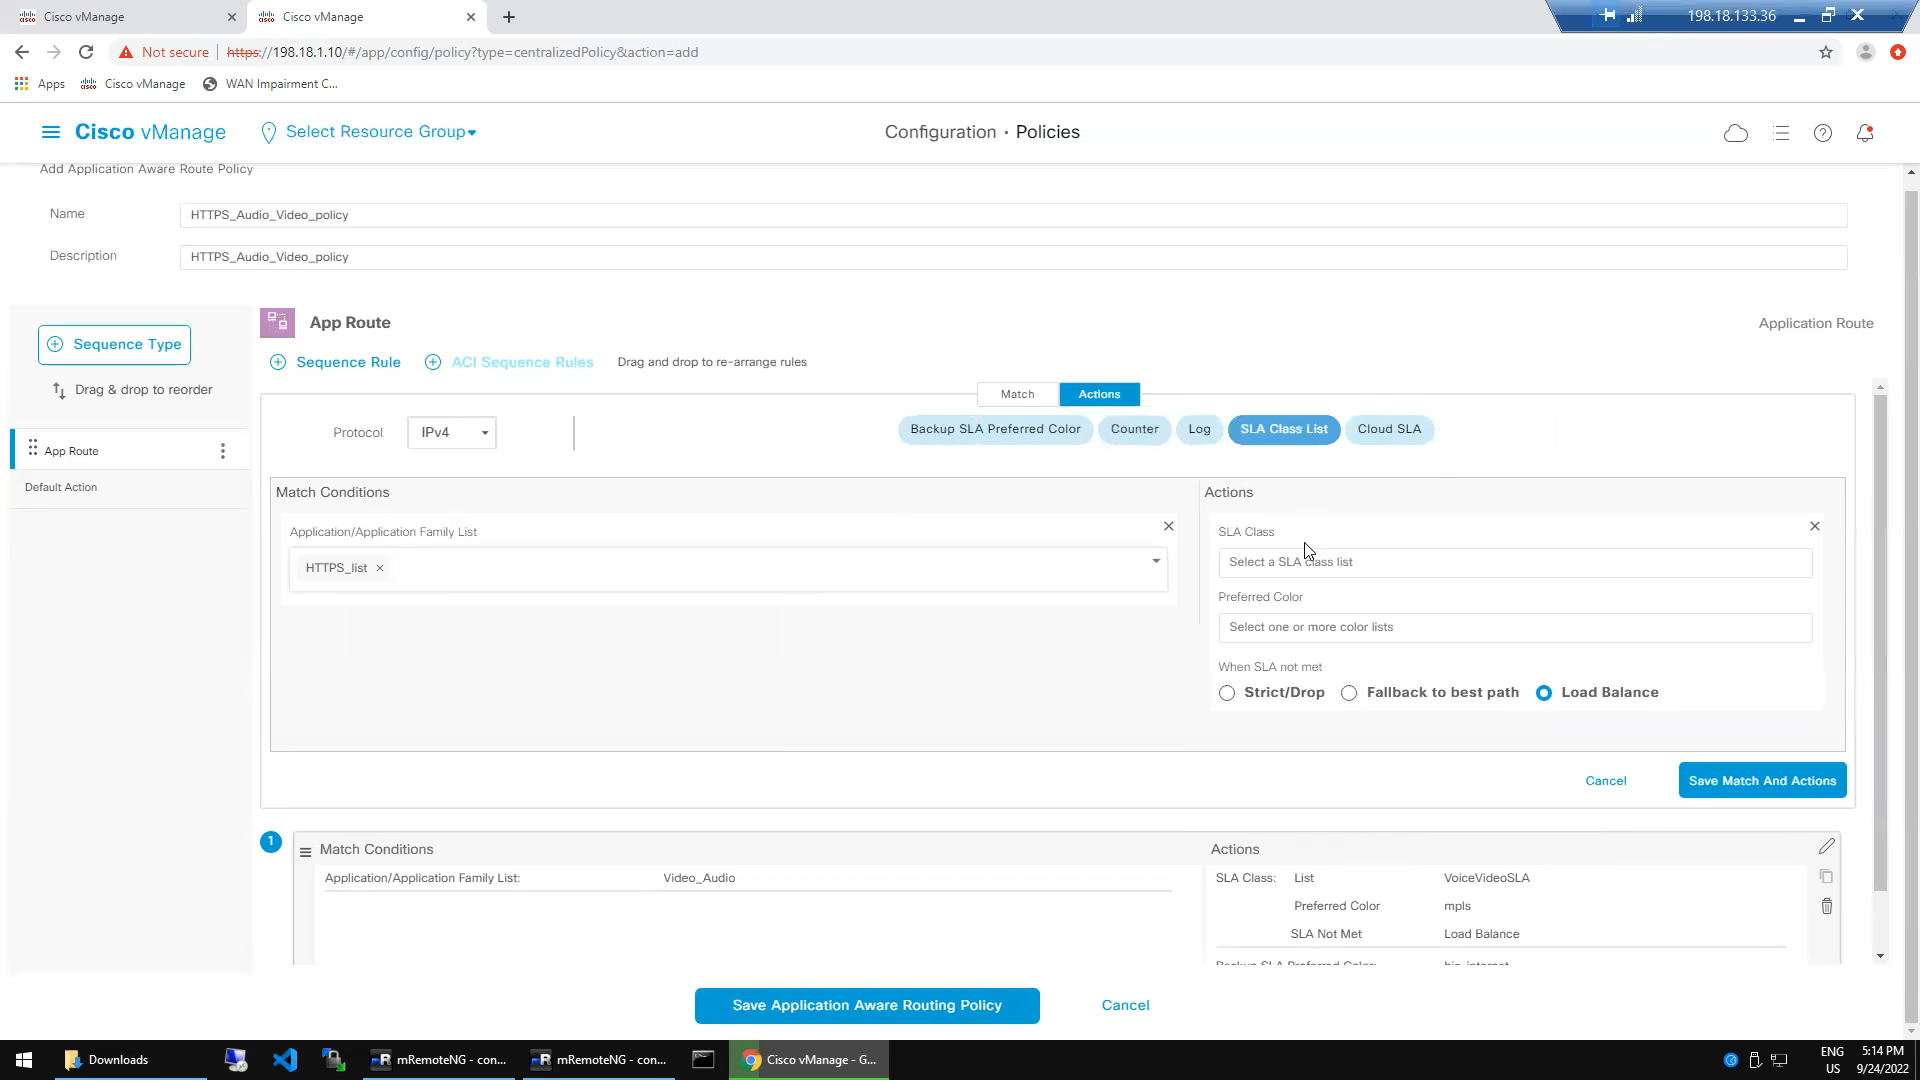 Cisco vManage
Cisco vManage
198.18.133.36
Not secure
https://198.18.1.10/#/app/config/policy?type=centralizedPolicy&action=add
Apps
Cisco vManage
WAN Impairment C...
Cisco vManage
Select Resource Group
Configuration · Policies
Add Application Aware Route Policy
Name
HTTPS_Audio_Video_policy
Description
HTTPS_Audio_Video_policy
Sequence Type
Drag & drop to reorder
App Route
Default Action
App Route
Application Route
Sequence Rule
ACI Sequence Rules
Drag and drop to re-arrange rules
Match
Actions
Protocol
IPv4
Backup SLA Preferred Color
Counter
Log
SLA Class List
Cloud SLA
Match Conditions
Application/Application Family List
HTTPS_list
Actions
SLA Class
Select a SLA class list
Preferred Color
Select one or more color lists
When SLA not met
Strict/Drop
Fallback to best path
Load Balance
Cancel
Save Match And Actions
1
Match Conditions
Application/Application Family List:
Video_Audio
Actions
SLA Class:
List
VoiceVideoSLA
Preferred Color
mpls
SLA Not Met
Load Balance
Backup SLA Preferred Color:
biz-internet
Save Application Aware Routing Policy
Cancel
Downloads
mRemoteNG - con...
mRemoteNG - con...
Cisco vManage - G...
ENG
US
5:14 PM
9/24/2022